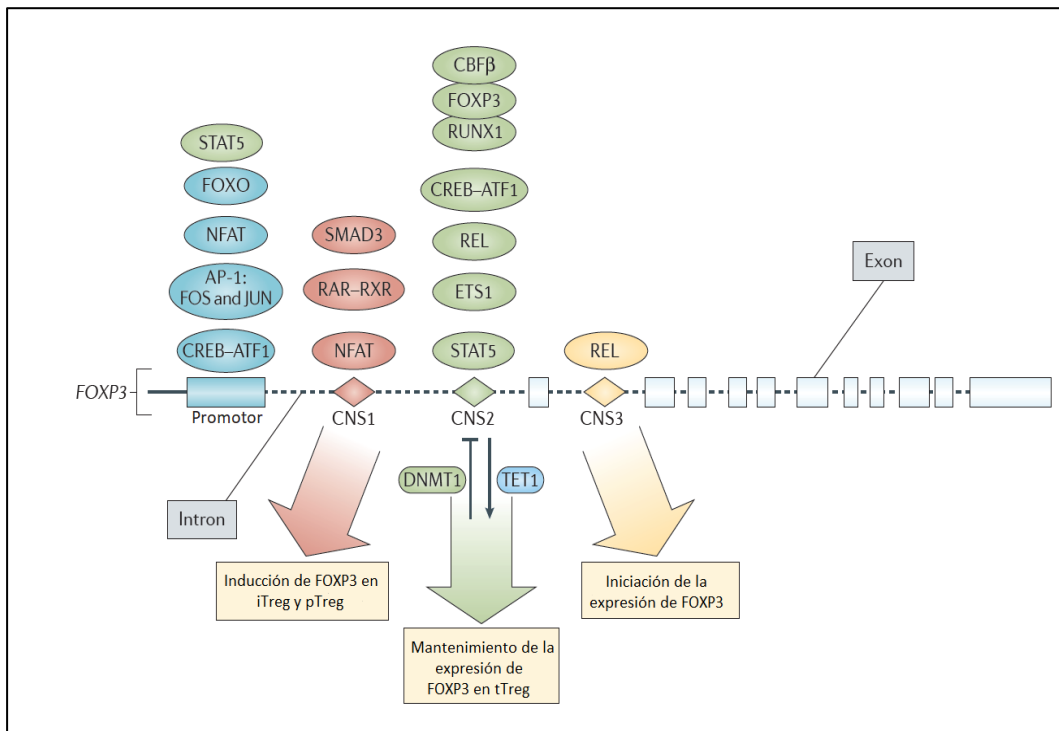 CBFβ
FOXP3
RUNX1
STAT5
FOXO
CREB–ATF1
NFAT
SMAD3
REL
Exon
AP-1:
FOS and JUN
RAR–RXR
ETS1
CREB–ATF1
NFAT
STAT5
REL
FOXP3
Promotor
CNS1
CNS2
CNS3
DNMT1
TET1
Intron
Inducción de FOXP3 en
iTreg y pTreg
Iniciación de la
expresión de FOXP3
Mantenimiento de la
expresión de
FOXP3 en tTreg